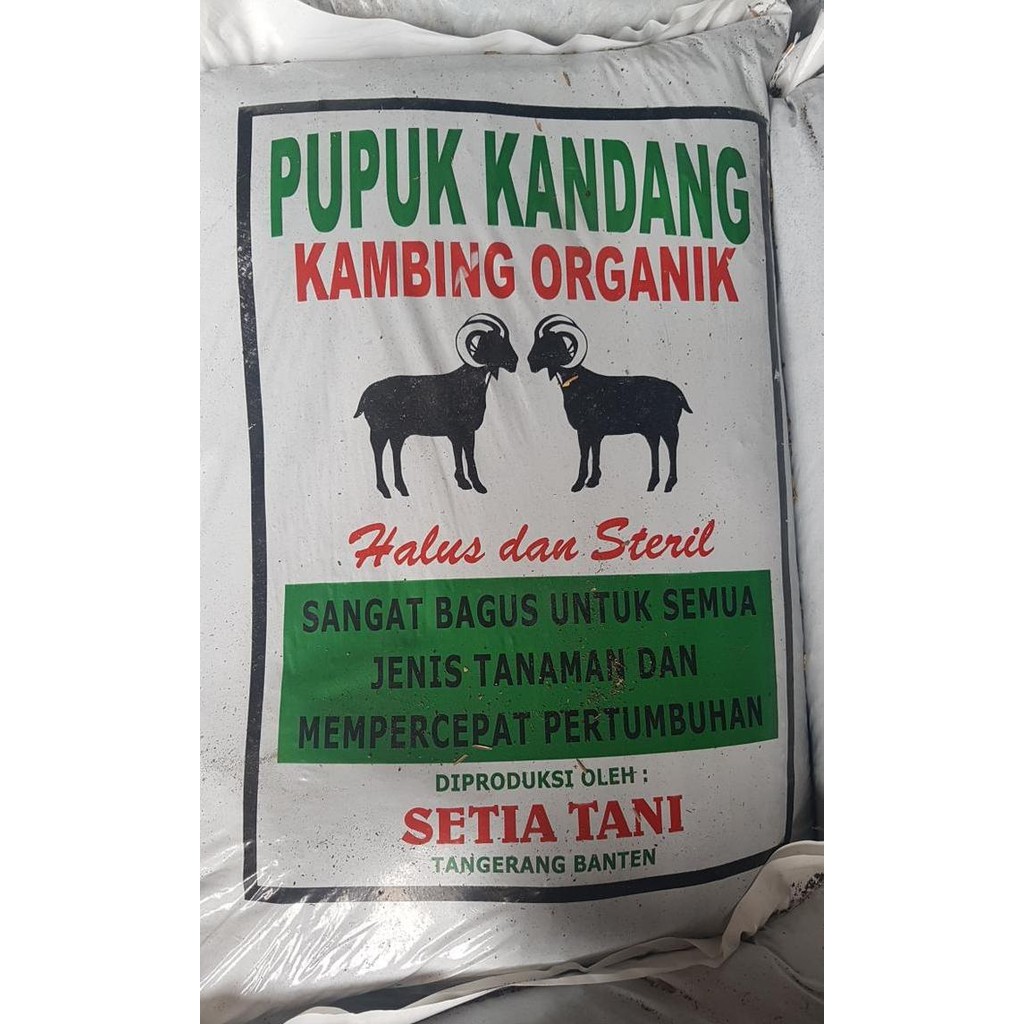 PUPUK KANDANG
KAMBING ORGANIK
Halus dan Steril
SANGAT BAGUS UNTUK SEMUA
JENIS TANAMAN DAN
MEMPERCEPAT PERTUMBUHAN
DIPRODUKSI OLEH :
SETIA TANI
TANGERANG BANTEN